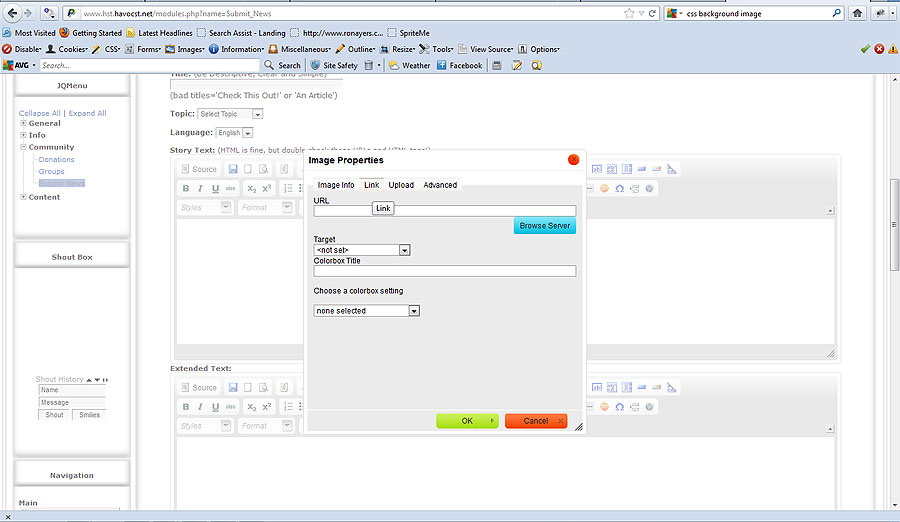 www.hst.havocst.net/modules.php?name=Submit_News
css background image
Most Visited Getting Started Latest Headlines Search Assist - Landing http://www.ronayers.c... SpriteMe
Disable Cookies CSS Forms Images Information Miscellaneous Outline Resize Tools View Source Options
AVG Search... Search Site Safety Weather Facebook
JQMenu
Collapse All | Expand All
General
Info
Community
Donations
Groups
Submit News
Content
Shout Box
Shout History
Name
Message
Shout Smilies
Navigation
Main
Title: (Be Descriptive, Clear and Simple)
(bad titles='Check This Out!' or 'An Article')
Topic: Select Topic
Language: English
Story Text: (HTML is fine, but double check those URLs and HTML tags!)
Source
B I U abc X₂ X²
Styles Format
Image Properties
Image Info Link Upload Advanced
URL
Link
Browse Server
Target
<not set>
Colorbox Title
Choose a colorbox setting
none selected
OK Cancel
Extended Text:
Source
B I U abc X₂ X²
Styles Format